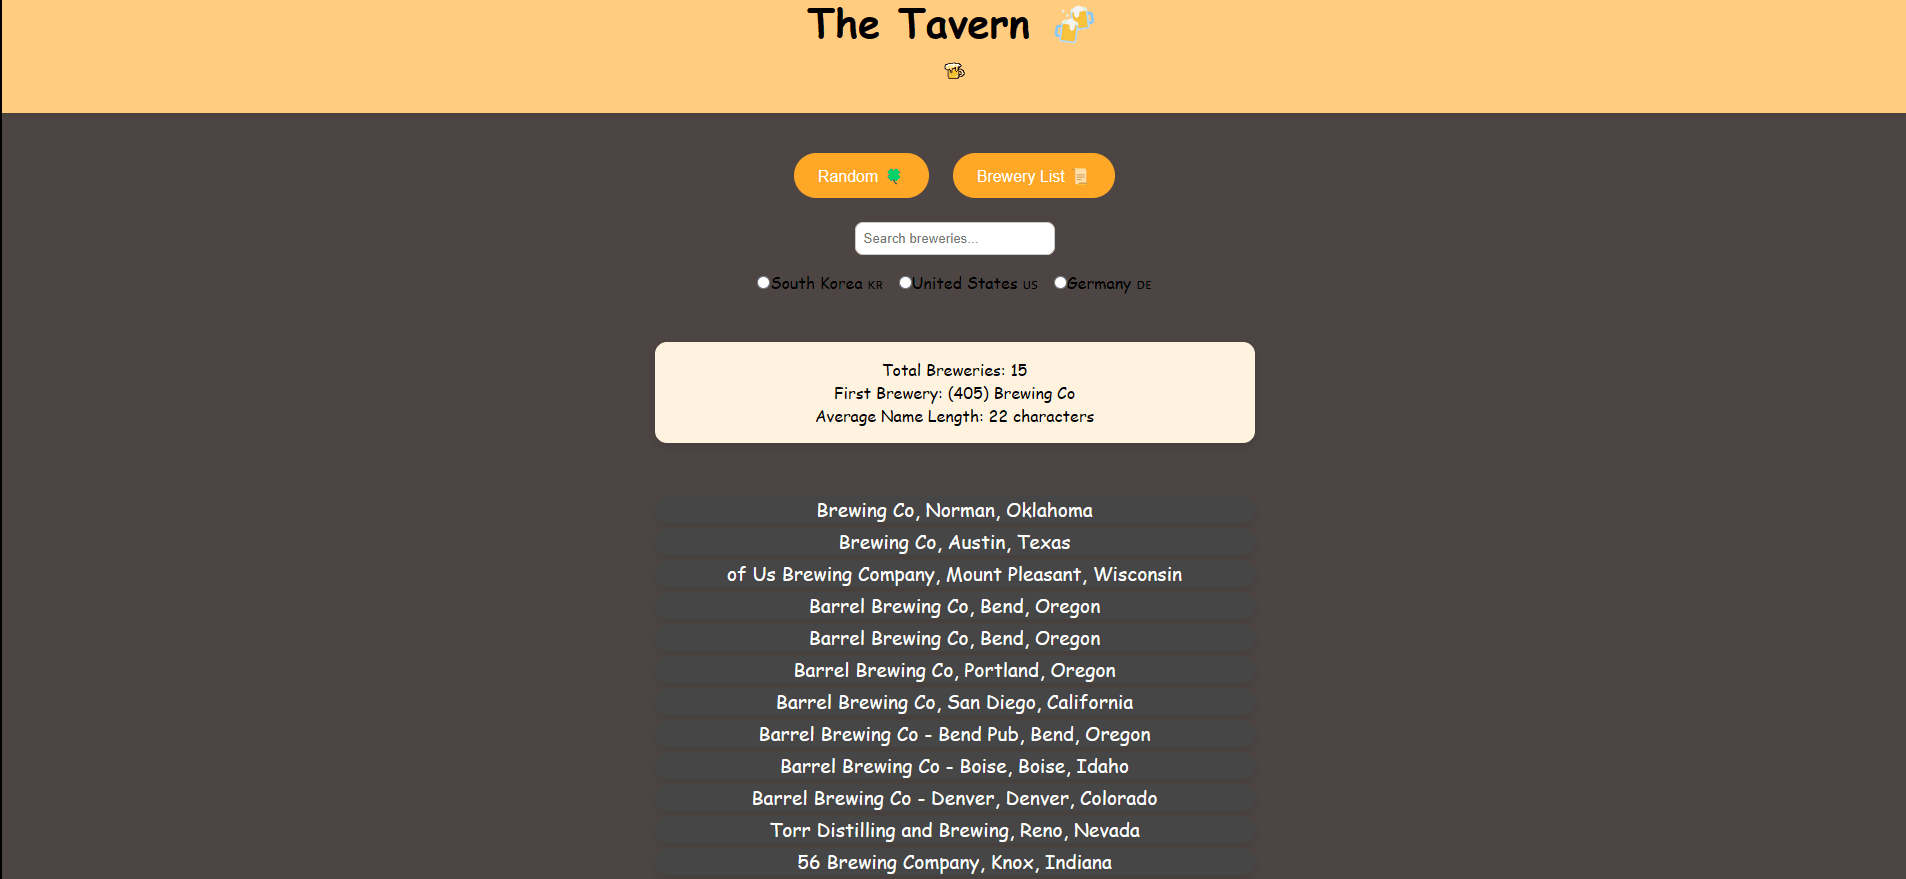 The Tavern 🍻
🍺
Random 🍀
Brewery List 📜
Search breweries...
South Korea KR
United States US
Germany DE
Total Breweries: 15
First Brewery: (405) Brewing Co
Average Name Length: 22 characters
Brewing Co, Norman, Oklahoma
Brewing Co, Austin, Texas
of Us Brewing Company, Mount Pleasant, Wisconsin
Barrel Brewing Co, Bend, Oregon
Barrel Brewing Co, Bend, Oregon
Barrel Brewing Co, Portland, Oregon
Barrel Brewing Co, San Diego, California
Barrel Brewing Co - Bend Pub, Bend, Oregon
Barrel Brewing Co - Boise, Boise, Idaho
Barrel Brewing Co - Denver, Denver, Colorado
Torr Distilling and Brewing, Reno, Nevada
56 Brewing Company, Knox, Indiana